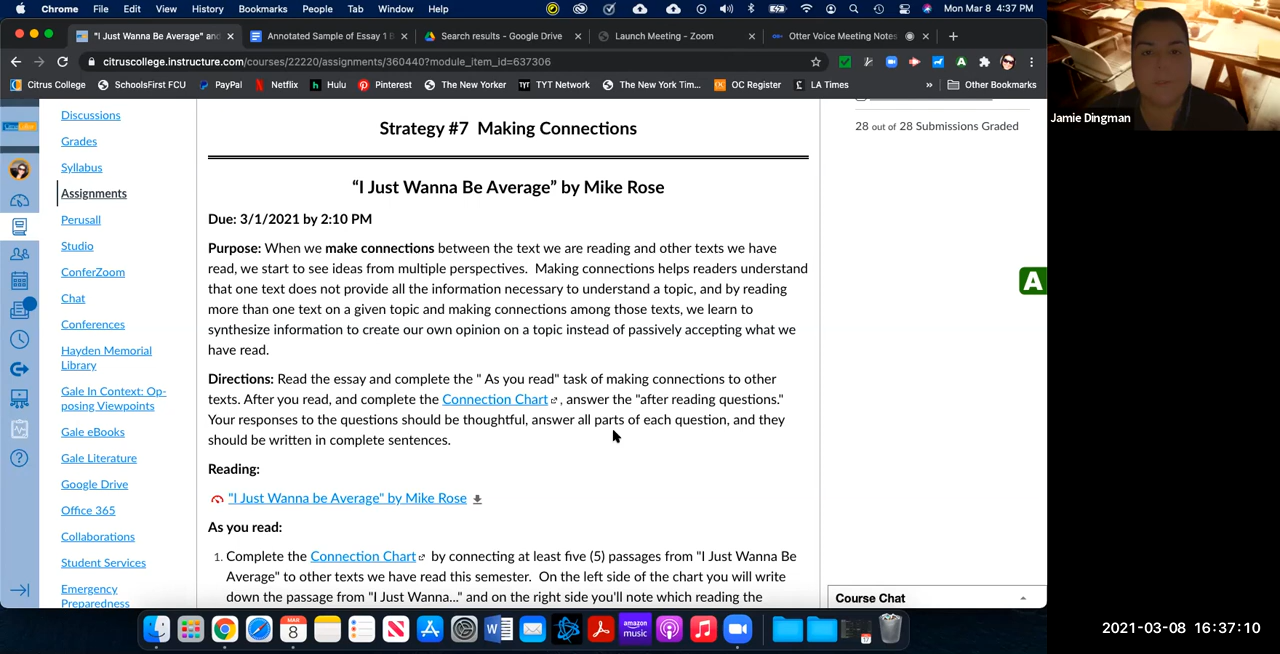 Chrome File Edit View History Bookmarks People Tab Window Help
Mon Mar 8 4:37 PM
"I Just Wanna Be Average" and
Annotated Sample of Essay 1
Search results - Google Drive
Launch Meeting - Zoom
Otter Voice Meeting Notes
citruscollege.instructure.com/courses/22220/assignments/360440?module_item_id=637306
Citrus College SchoolsFirst FCU PayPal Netflix hulu Hulu Pinterest The New Yorker TYT TYT Network The New York Tim... OC Register LA Times » Other Bookmarks
Discussions
Grades
Syllabus
Assignments
Perusall
Studio
ConferZoom
Chat
Conferences
Hayden Memorial
Library
Gale In Context: Op-
posing Viewpoints
Gale eBooks
Gale Literature
Google Drive
Office 365
Collaborations
Student Services
Emergency
Preparedness
Strategy #7 Making Connections
“I Just Wanna Be Average” by Mike Rose
Due: 3/1/2021 by 2:10 PM
Purpose: When we make connections between the text we are reading and other texts we have
read, we start to see ideas from multiple perspectives. Making connections helps readers understand
that one text does not provide all the information necessary to understand a topic, and by reading
more than one text on a given topic and making connections among those texts, we learn to
synthesize information to create our own opinion on a topic instead of passively accepting what we
have read.
Directions: Read the essay and complete the " As you read" task of making connections to other
texts. After you read, and complete the Connection Chart , answer the "after reading questions."
Your responses to the questions should be thoughtful, answer all parts of each question, and they
should be written in complete sentences.
Reading:
"I Just Wanna be Average" by Mike Rose
As you read:
1. Complete the Connection Chart by connecting at least five (5) passages from "I Just Wanna Be
Average" to other texts we have read this semester. On the left side of the chart you will write
down the passage from "I Just Wanna..." and on the right side you'll note which reading the
28 out of 28 Submissions Graded
A
Course Chat
Jamie Dingman
MAR
8
amazon
music
2021-03-08 16:37:10